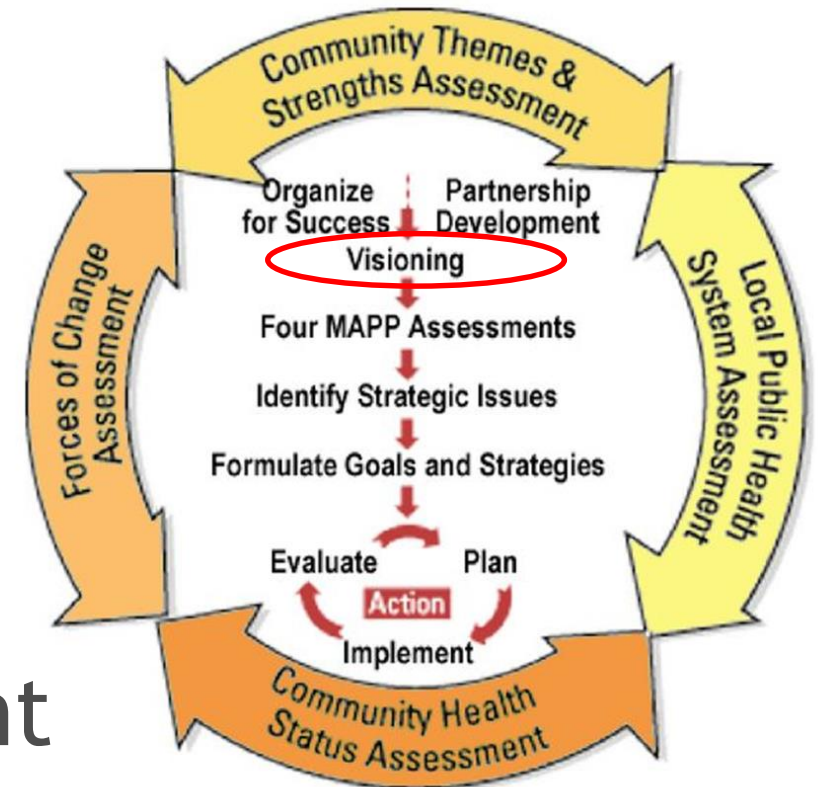 Community Themes &
Strengths Assessment
Organize
for Success
Partnership
Development
Visioning
Four MAPP Assessments
Identify Strategic Issues
Formulate Goals and Strategies
Evaluate
Plan
Action
Implement
Forces of Change
Assessment
Local Public Health
System Assessment
Community Health
Status Assessment
nt